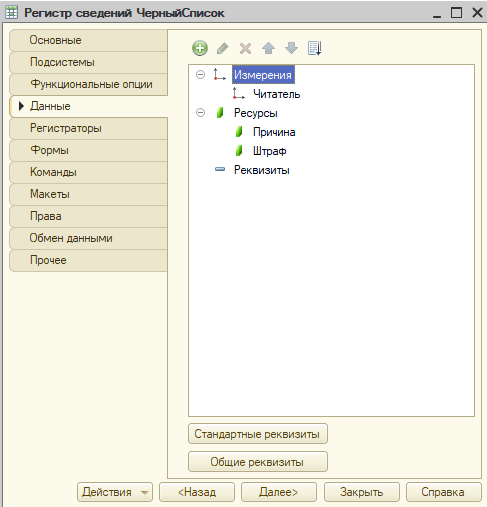 Регистр сведений ЧерныйСписок
Основные
Подсистемы
Функциональные опции
Данные
Регистраторы
Формы
Команды
Макеты
Права
Обмен данными
Прочее
Измерения
Читатель
Ресурсы
Причина
Штраф
Реквизиты
Стандартные реквизиты
Общие реквизиты
Действия <Назад Далее> Закрыть Справка